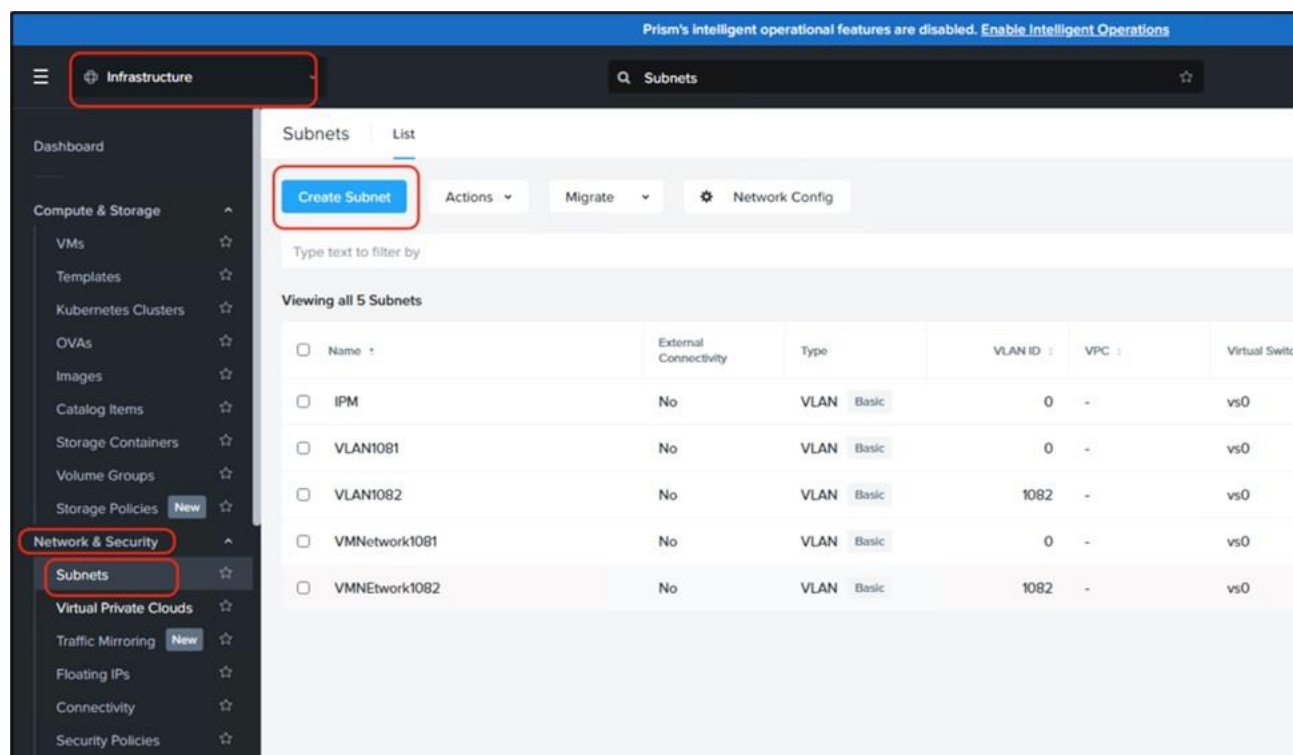 Prism's intelligent operational features are disabled. Enable Intelligent Operations
Infrastructure
Subnets
Dashboard
Compute & Storage
VMs
Templates
Kubernetes Clusters
OVAs
Images
Catalog Items
Storage Containers
Volume Groups
Storage Policies New
Network & Security
Subnets
Virtual Private Clouds
Traffic Mirroring New
Floating IPs
Connectivity
Security Policies
Subnets List
Create Subnet Actions Migrate Network Config
Type text to filter by
Viewing all 5 Subnets
Name External Connectivity Type VLAN ID VPC Virtual Switc
IPM No VLAN Basic 0 - vs0
VLAN1081 No VLAN Basic 0 - vs0
VLAN1082 No VLAN Basic 1082 - vs0
VMNetwork1081 No VLAN Basic 0 - vs0
VMNEtwork1082 No VLAN Basic 1082 - vs0